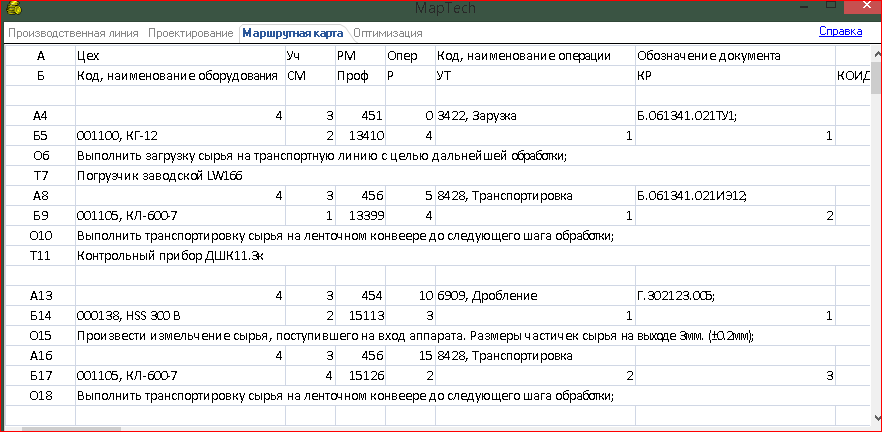 MapTech
Производственная линия Проектирование Маршрутная карта Оптимизация Справка
А Цех Уч РМ Опер Код, наименование операции Обозначение документа
Б Код, наименование оборудования СМ Проф Р УТ КР КОИД
А4 4 3 451 0 3422, Зарузка Б.061341.021ТУ1;
Б5 001100, КГ-12 2 13410 4 1 1
О6 Выполнить загрузку сырья на транспортную линию с целью дальнейшей обработки;
Т7 Погрузчик заводской LW166
А8 4 3 456 5 8428, Транспортировка Б.061341.021ИЭ12;
Б9 001105, КЛ-600-7 1 13399 4 1 2
О10 Выполнить транспортировку сырья на ленточном конвеере до следующего шага обработки;
Т11 Контрольный прибор ДШК11.3к
А13 4 3 454 10 6909, Дробление Г.302123.005;
Б14 000138, HSS 300 В 2 15113 3 1 1
О15 Произвести измельчение сырья, поступившего на вход аппарата. Размеры частичек сырья на выходе 3мм. (±0.2мм);
А16 4 3 456 15 8428, Транспортировка
Б17 001105, КЛ-600-7 4 15126 2 2 3
О18 Выполнить транспортировку сырья на ленточном конвеере до следующего шага обработки;